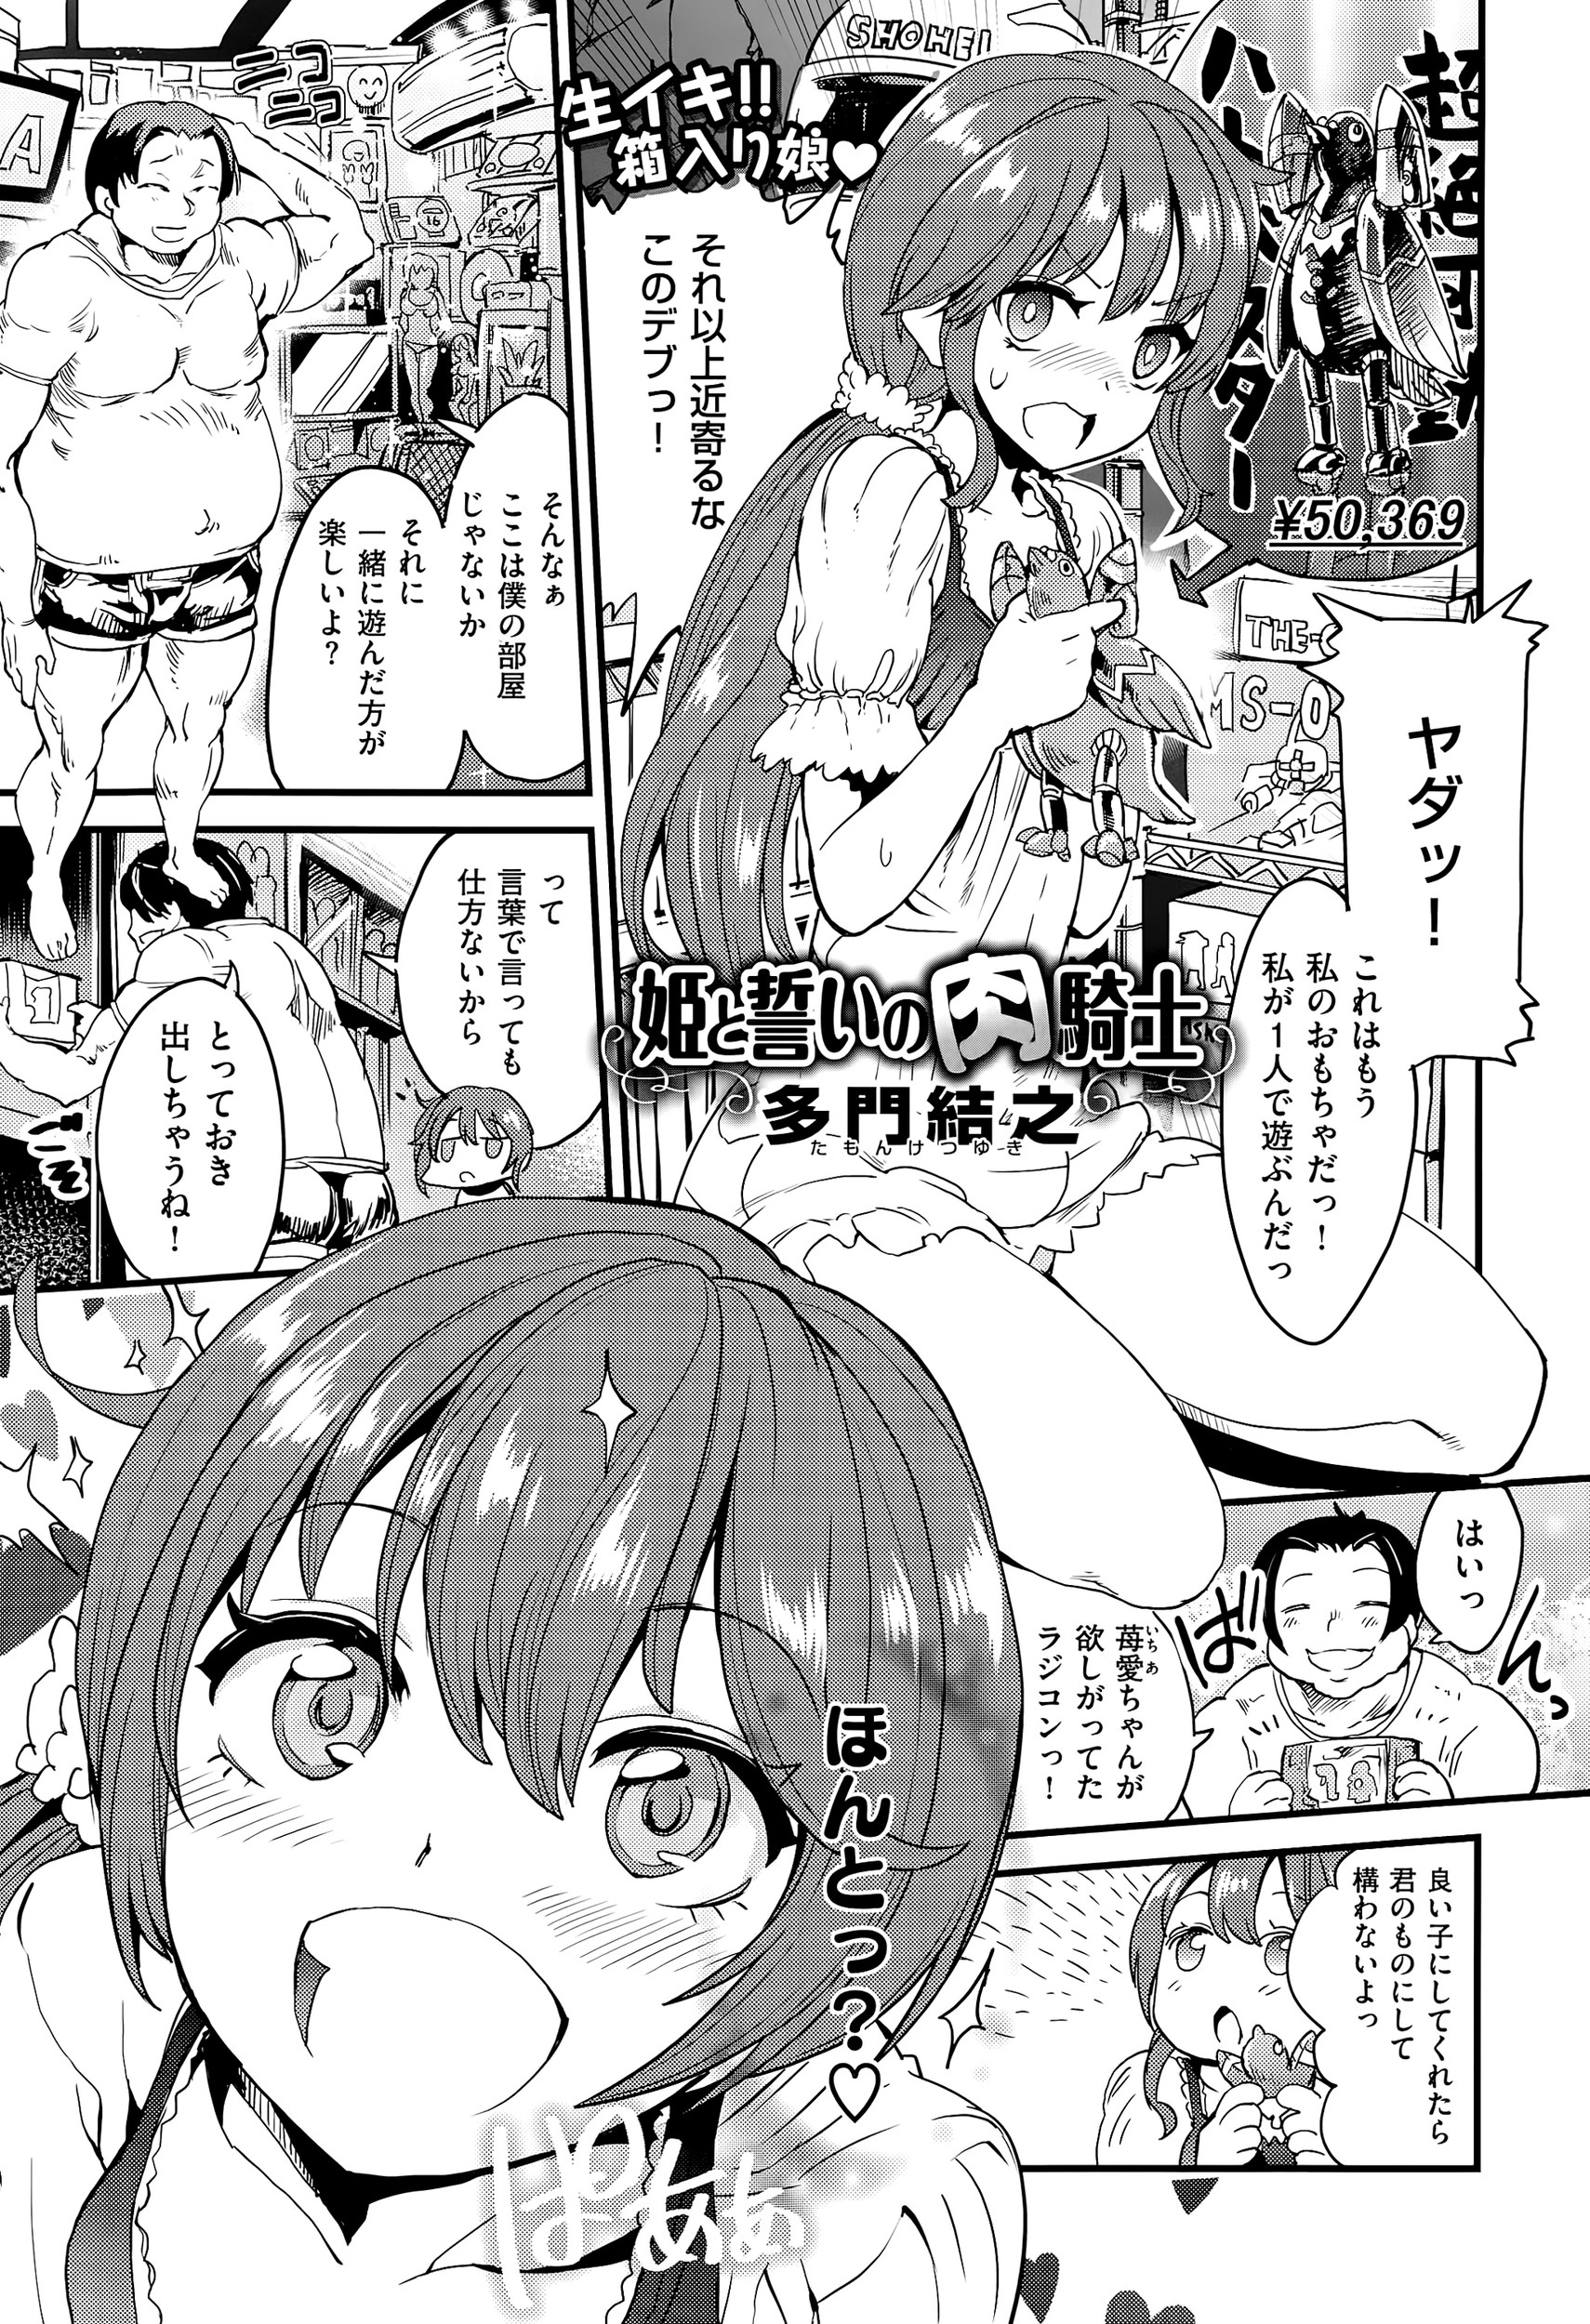 超絶
ハンスター
¥50,369
SHOHEI
生イキ!!
箱入り娘♥
ヤダッ！
これはもう
私のおもちゃだっ！
私が1人で遊ぶんだっ
それ以上近寄るな
このデブっ！
THE-
MS-0
姫と誓いの肉騎士
多門結之
たもんけつゆき
ニコ
ニコ
A
そんなぁ
ここは僕の部屋
じゃないか
それに
一緒に遊んだ方が
楽しいよ？
って
言葉で言っても
仕方ないから
とっておき
出しちゃうね！
はいっ
ばんっ
苺愛ちゃんが
いちあ
欲しがってた
ラジコンっ！
良い子にしてくれたら
君のものにして
構わないよっ
ほんとっ？♡
ぱあぁ